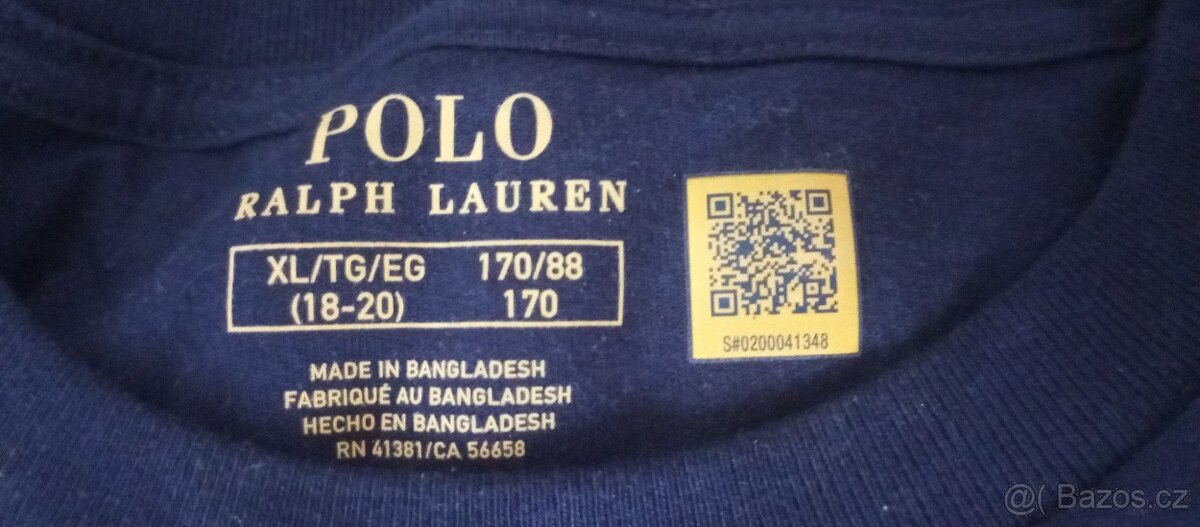 POLO
RALPH LAUREN
XL/TG/EG 170/88
(18-20) 170
MADE IN BANGLADESH
FABRIQUÉ AU BANGLADESH
HECHO EN BANGLADESH
RN 41381/CA 56658
S#0200041348
@( Bazos.cz